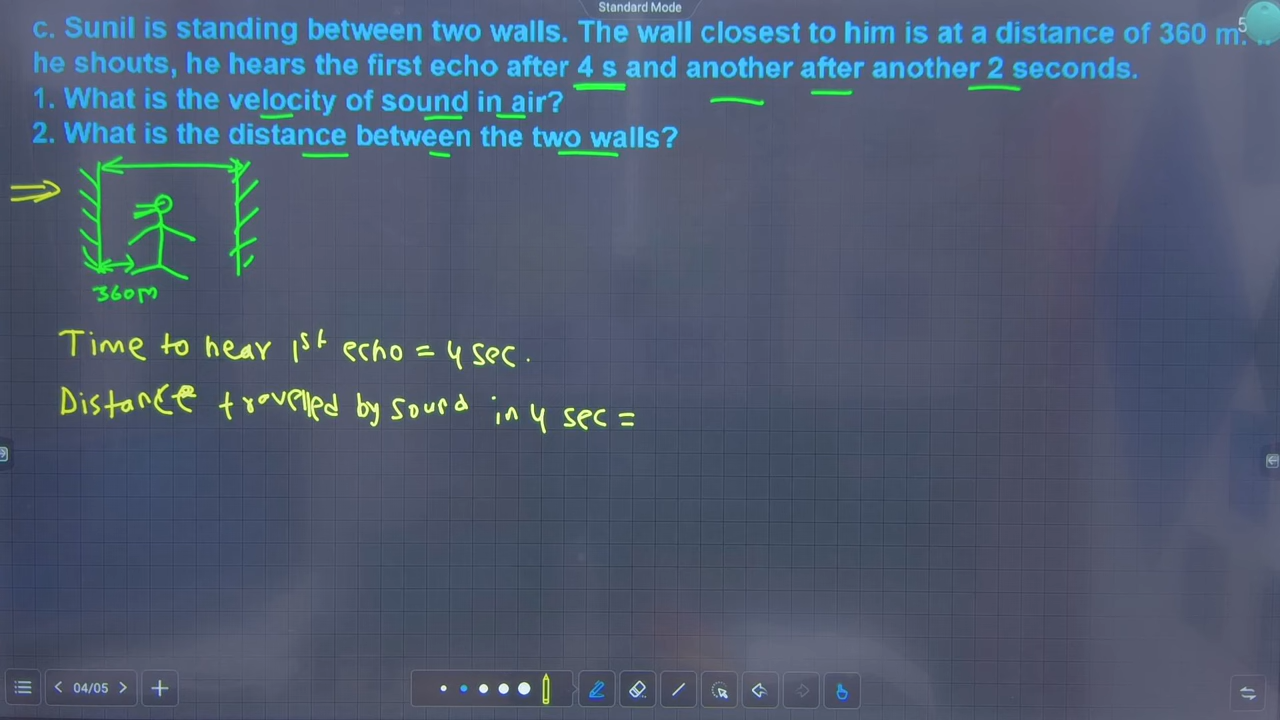 Standard Mode
5
c. Sunil is standing between two walls. The wall closest to him is at a distance of 360 m.
he shouts, he hears the first echo after 4 s and another after another 2 seconds.
1. What is the velocity of sound in air?
2. What is the distance between the two walls?
360m
Time to hear 1st echo = 4 sec.
Distance travelled by sound in 4 sec =
04/05